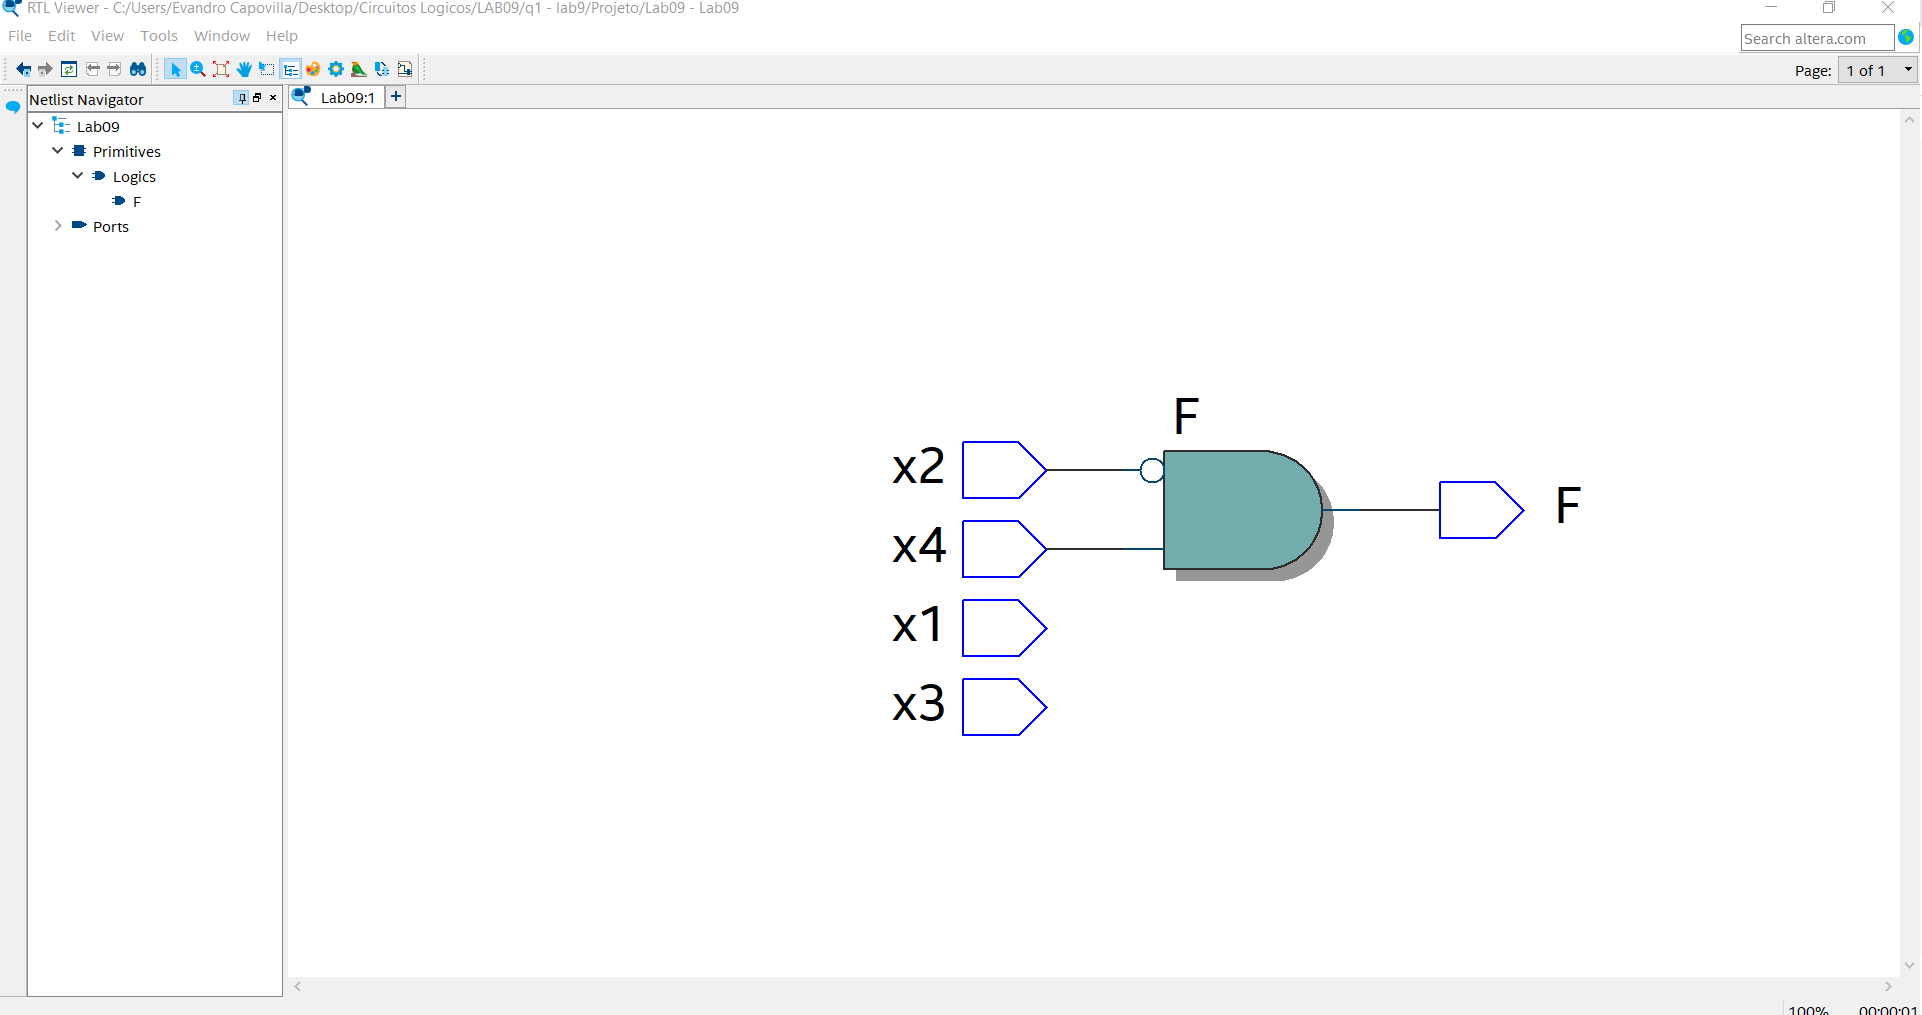 RTL Viewer - C:/Users/Evandro Capovilla/Desktop/Circuitos Logicos/LAB09/q1 - lab9/Projeto/Lab09 - Lab09
File Edit View Tools Window Help
Search altera.com
Page: 1 of 1
Netlist Navigator
Lab09:1
+
Lab09
Primitives
Logics
F
Ports
F
x2
x4
x1
x3
F
100% 00:00:01